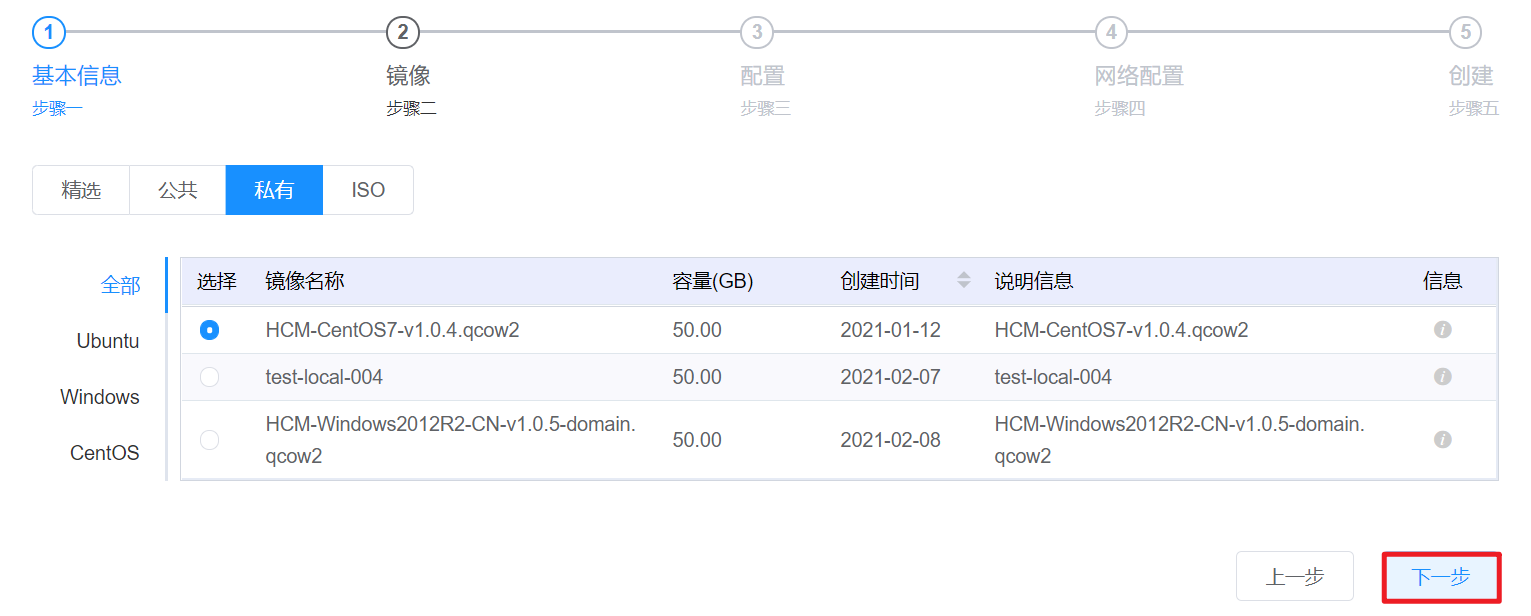 1 2 3 4 5
基本信息 镜像 配置 网络配置 创建
步骤一 步骤二 步骤三 步骤四 步骤五
精选 公共 私有 ISO
全部
Ubuntu
Windows
CentOS
选择 镜像名称 容量(GB) 创建时间 说明信息 信息
HCM-CentOS7-v1.0.4.qcow2 50.00 2021-01-12 HCM-CentOS7-v1.0.4.qcow2
test-local-004 50.00 2021-02-07 test-local-004
HCM-Windows2012R2-CN-v1.0.5-domain.
qcow2 50.00 2021-02-08 HCM-Windows2012R2-CN-v1.0.5-domain.
qcow2
上一步 下一步